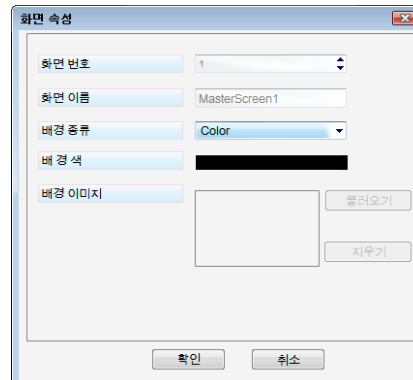 화면 속성
화면 번호 1
화면 이름 MasterScreen1
배경 종류 Color
배 경 색
배경 이미지 불러오기
지우기
확인 취소